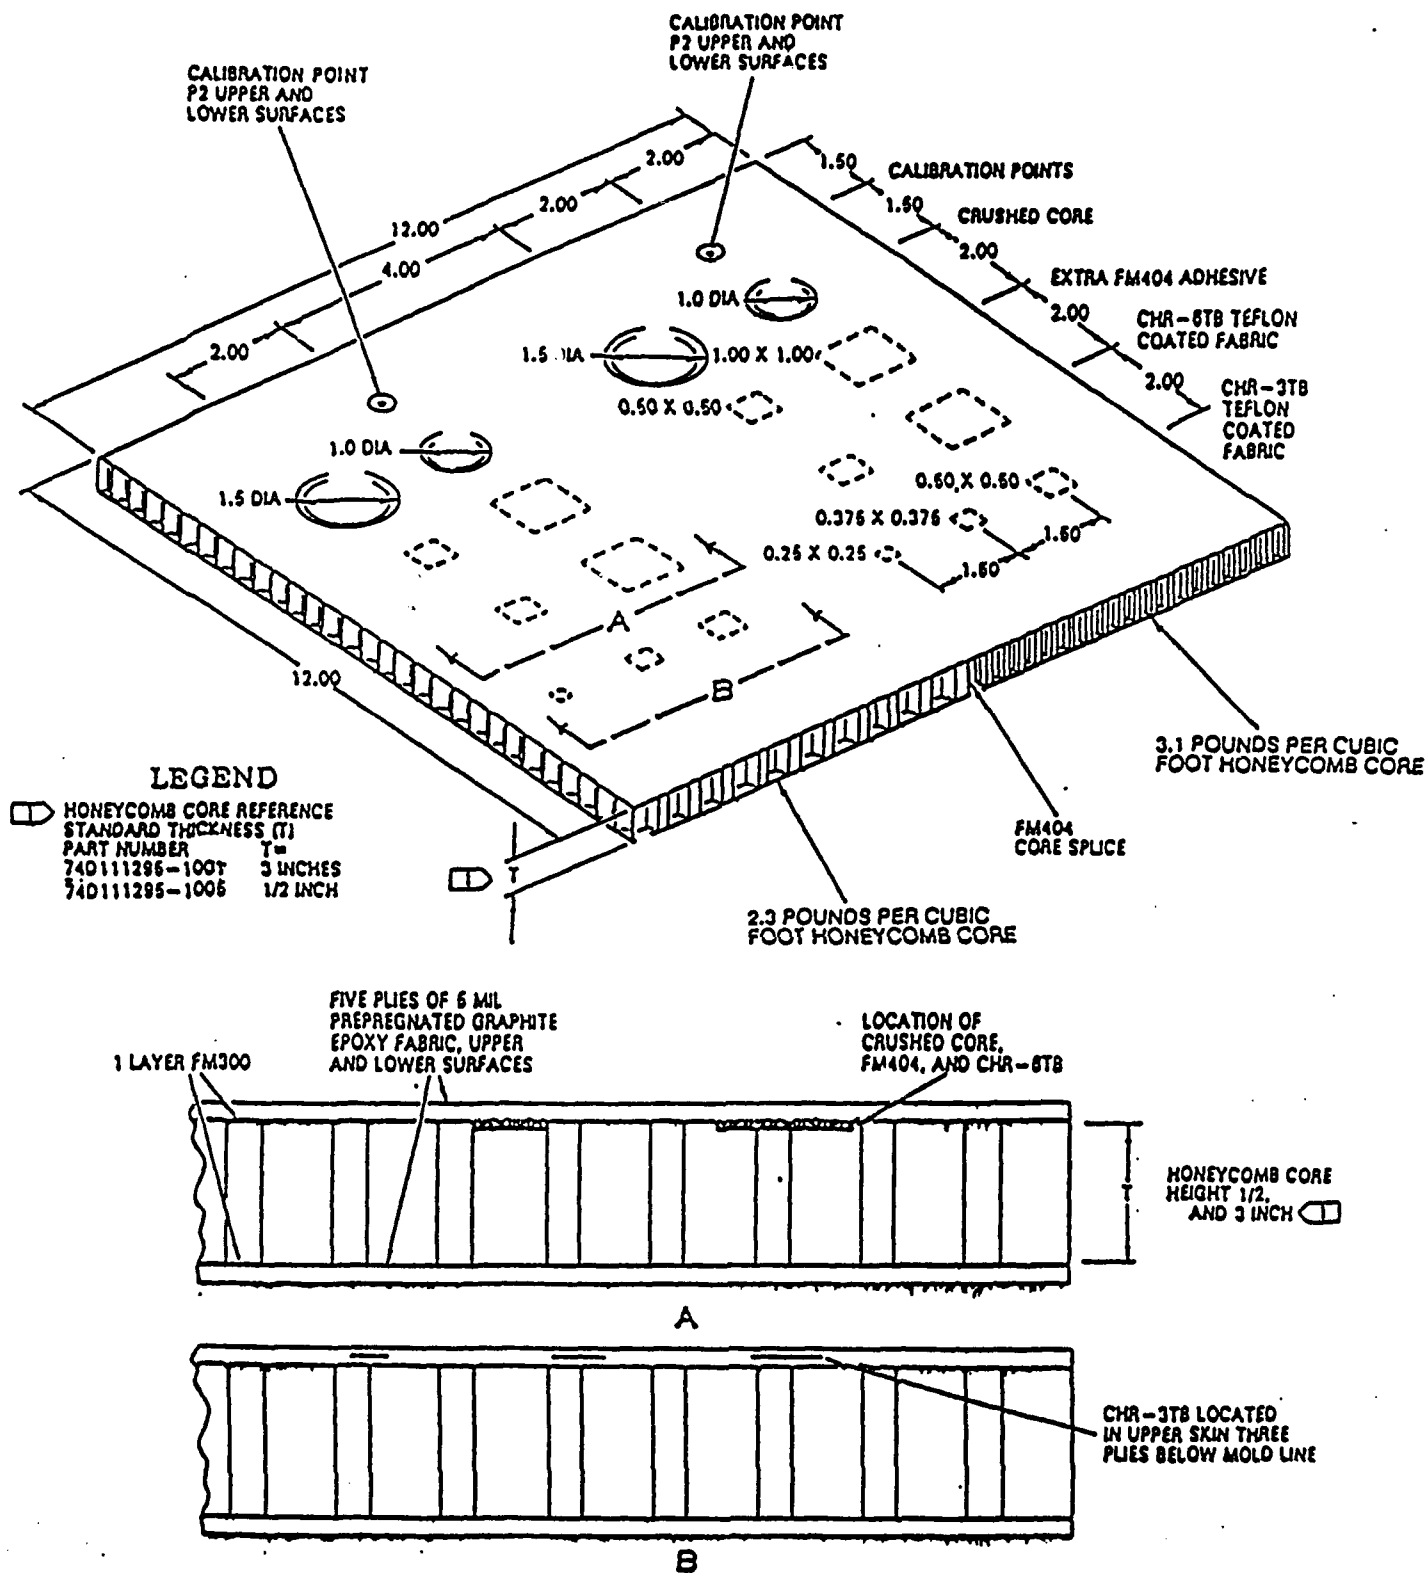 CALIBRATION POINT
P2 UPPER AND
LOWER SURFACES
CALIBRATION POINT
P2 UPPER AND
LOWER SURFACES
2.00
2.00
12.00
4.00
2.00
1.50
CALIBRATION POINTS
1.50
CRUSHED CORE
2.00
EXTRA FM404 ADHESIVE
2.00
CHR-6TB TEFLON
COATED FABRIC
2.00
CHR-3TB
TEFLON
COATED
FABRIC
1.0 DIA
1.5 DIA
1.00 X 1.00
0.50 X 0.50
1.0 DIA
1.5 DIA
0.50 X 0.50
0.375 X 0.375
0.25 X 0.25
1.50
1.50
A
B
12.00
3.1 POUNDS PER CUBIC
FOOT HONEYCOMB CORE
FM404
CORE SPLICE
2.3 POUNDS PER CUBIC
FOOT HONEYCOMB CORE
LEGEND
HONEYCOMB CORE REFERENCE
STANDARD THICKNESS (T)
PART NUMBER T=
74D111295-1007 3 INCHES
74D111295-1005 1/2 INCH
T
1 LAYER FM300
FIVE PLIES OF 5 MIL
PREPREGNATED GRAPHITE
EPOXY FABRIC, UPPER
AND LOWER SURFACES
LOCATION OF
CRUSHED CORE,
FM404, AND CHR-6TB
T
HONEYCOMB CORE
HEIGHT 1/2,
AND 3 INCH
A
CHR-3TB LOCATED
IN UPPER SKIN THREE
PLIES BELOW MOLD LINE
B